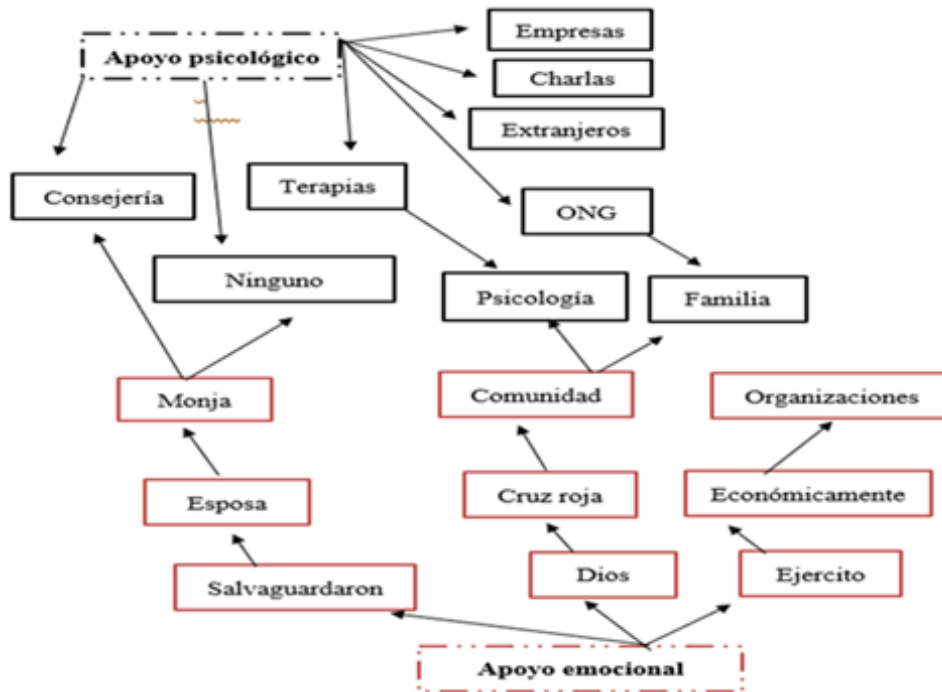 Empresas
Apoyo psicológico
Charlas
Extranjeros
Consejería
Terapias
ONG
Ninguno
Psicología
Familia
Monja
Comunidad
Organizaciones
Esposa
Cruz roja
Económicamente
Salvaguardaron
Dios
Ejercito
Apoyo emocional